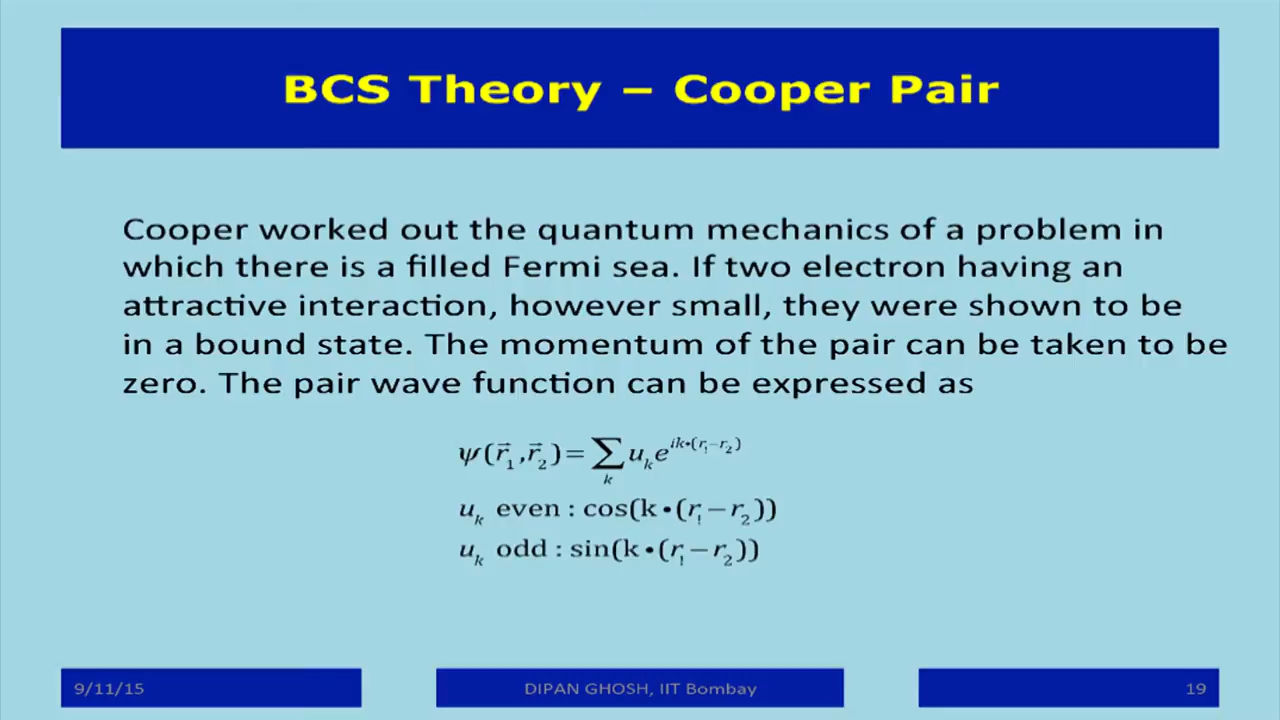 BCS Theory – Cooper Pair
Cooper worked out the quantum mechanics of a problem in
which there is a filled Fermi sea. If two electron having an
attractive interaction, however small, they were shown to be
in a bound state. The momentum of the pair can be taken to be
zero. The pair wave function can be expressed as
ψ(r⃗₁,r⃗₂)=∑ₖ uₖe^{ik•(r₁−r₂)}
uₖ even : cos(k•(r₁−r₂))
uₖ odd : sin(k•(r₁−r₂))
9/11/15
DIPAN GHOSH, IIT Bombay
19